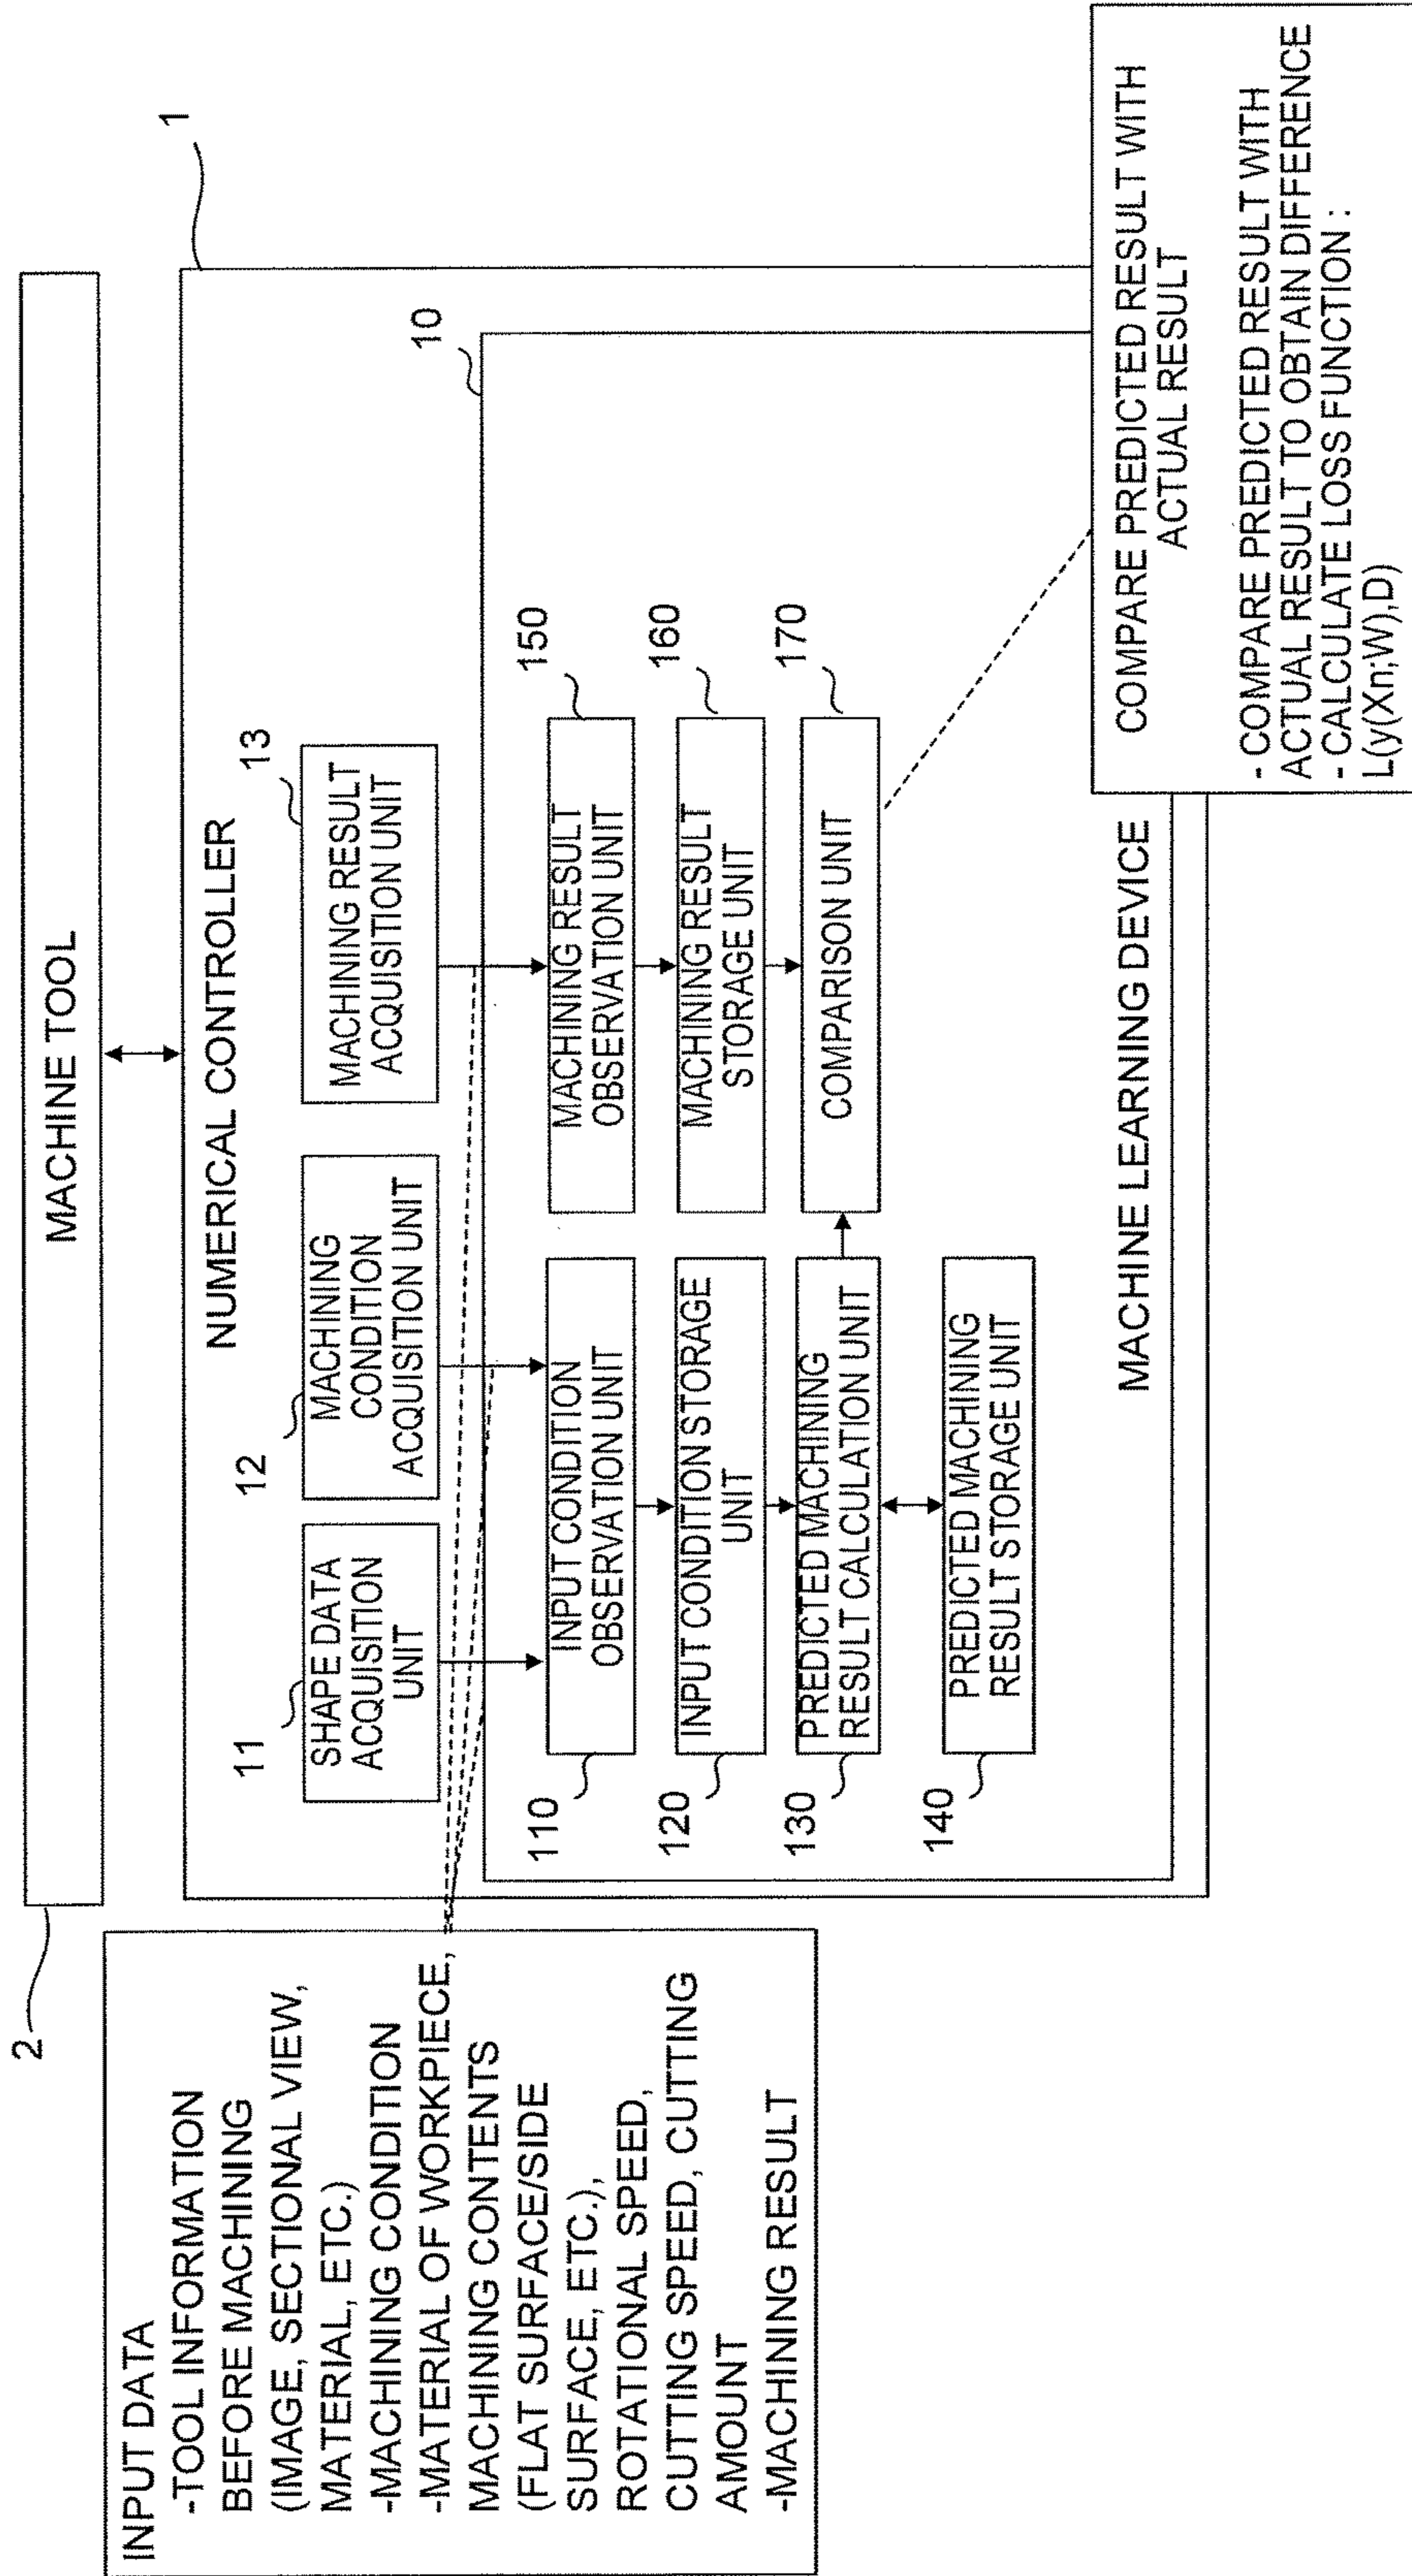 2
MACHINE TOOL
1
NUMERICAL CONTROLLER
10
11
SHAPE DATA
ACQUISITION
UNIT
12
MACHINING
CONDITION
ACQUISITION UNIT
13
MACHINING RESULT
ACQUISITION UNIT
INPUT DATA
-TOOL INFORMATION
BEFORE MACHINING
(IMAGE, SECTIONAL VIEW,
MATERIAL, ETC.)
-MACHINING CONDITION
-MATERIAL OF WORKPIECE,
MACHINING CONTENTS
(FLAT SURFACE/SIDE
SURFACE, ETC.),
ROTATIONAL SPEED,
CUTTING SPEED, CUTTING
AMOUNT
-MACHINING RESULT
110
INPUT CONDITION
OBSERVATION UNIT
120
INPUT CONDITION STORAGE
UNIT
130
PREDICTED MACHINING
RESULT CALCULATION UNIT
140
PREDICTED MACHINING
RESULT STORAGE UNIT
150
MACHINING RESULT
OBSERVATION UNIT
160
MACHINING RESULT
STORAGE UNIT
170
COMPARISON UNIT
MACHINE LEARNING DEVICE
COMPARE PREDICTED RESULT WITH
ACTUAL RESULT
- COMPARE PREDICTED RESULT WITH
ACTUAL RESULT TO OBTAIN DIFFERENCE
- CALCULATE LOSS FUNCTION :
L(y(Xn;W),D)